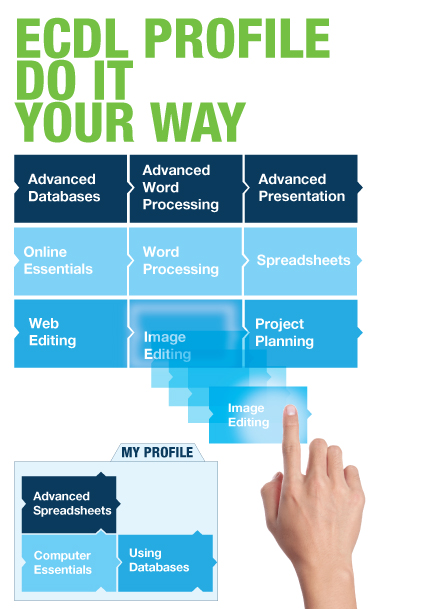 ECDL PROFILE
DO IT
YOUR WAY
Advanced
Databases
Advanced
Word
Processing
Advanced
Presentation
Online
Essentials
Word
Processing
Spreadsheets
Web
Editing
Image
Editing
Project
Planning
Image
Editing
MY PROFILE
Advanced
Spreadsheets
Computer
Essentials
Using
Databases